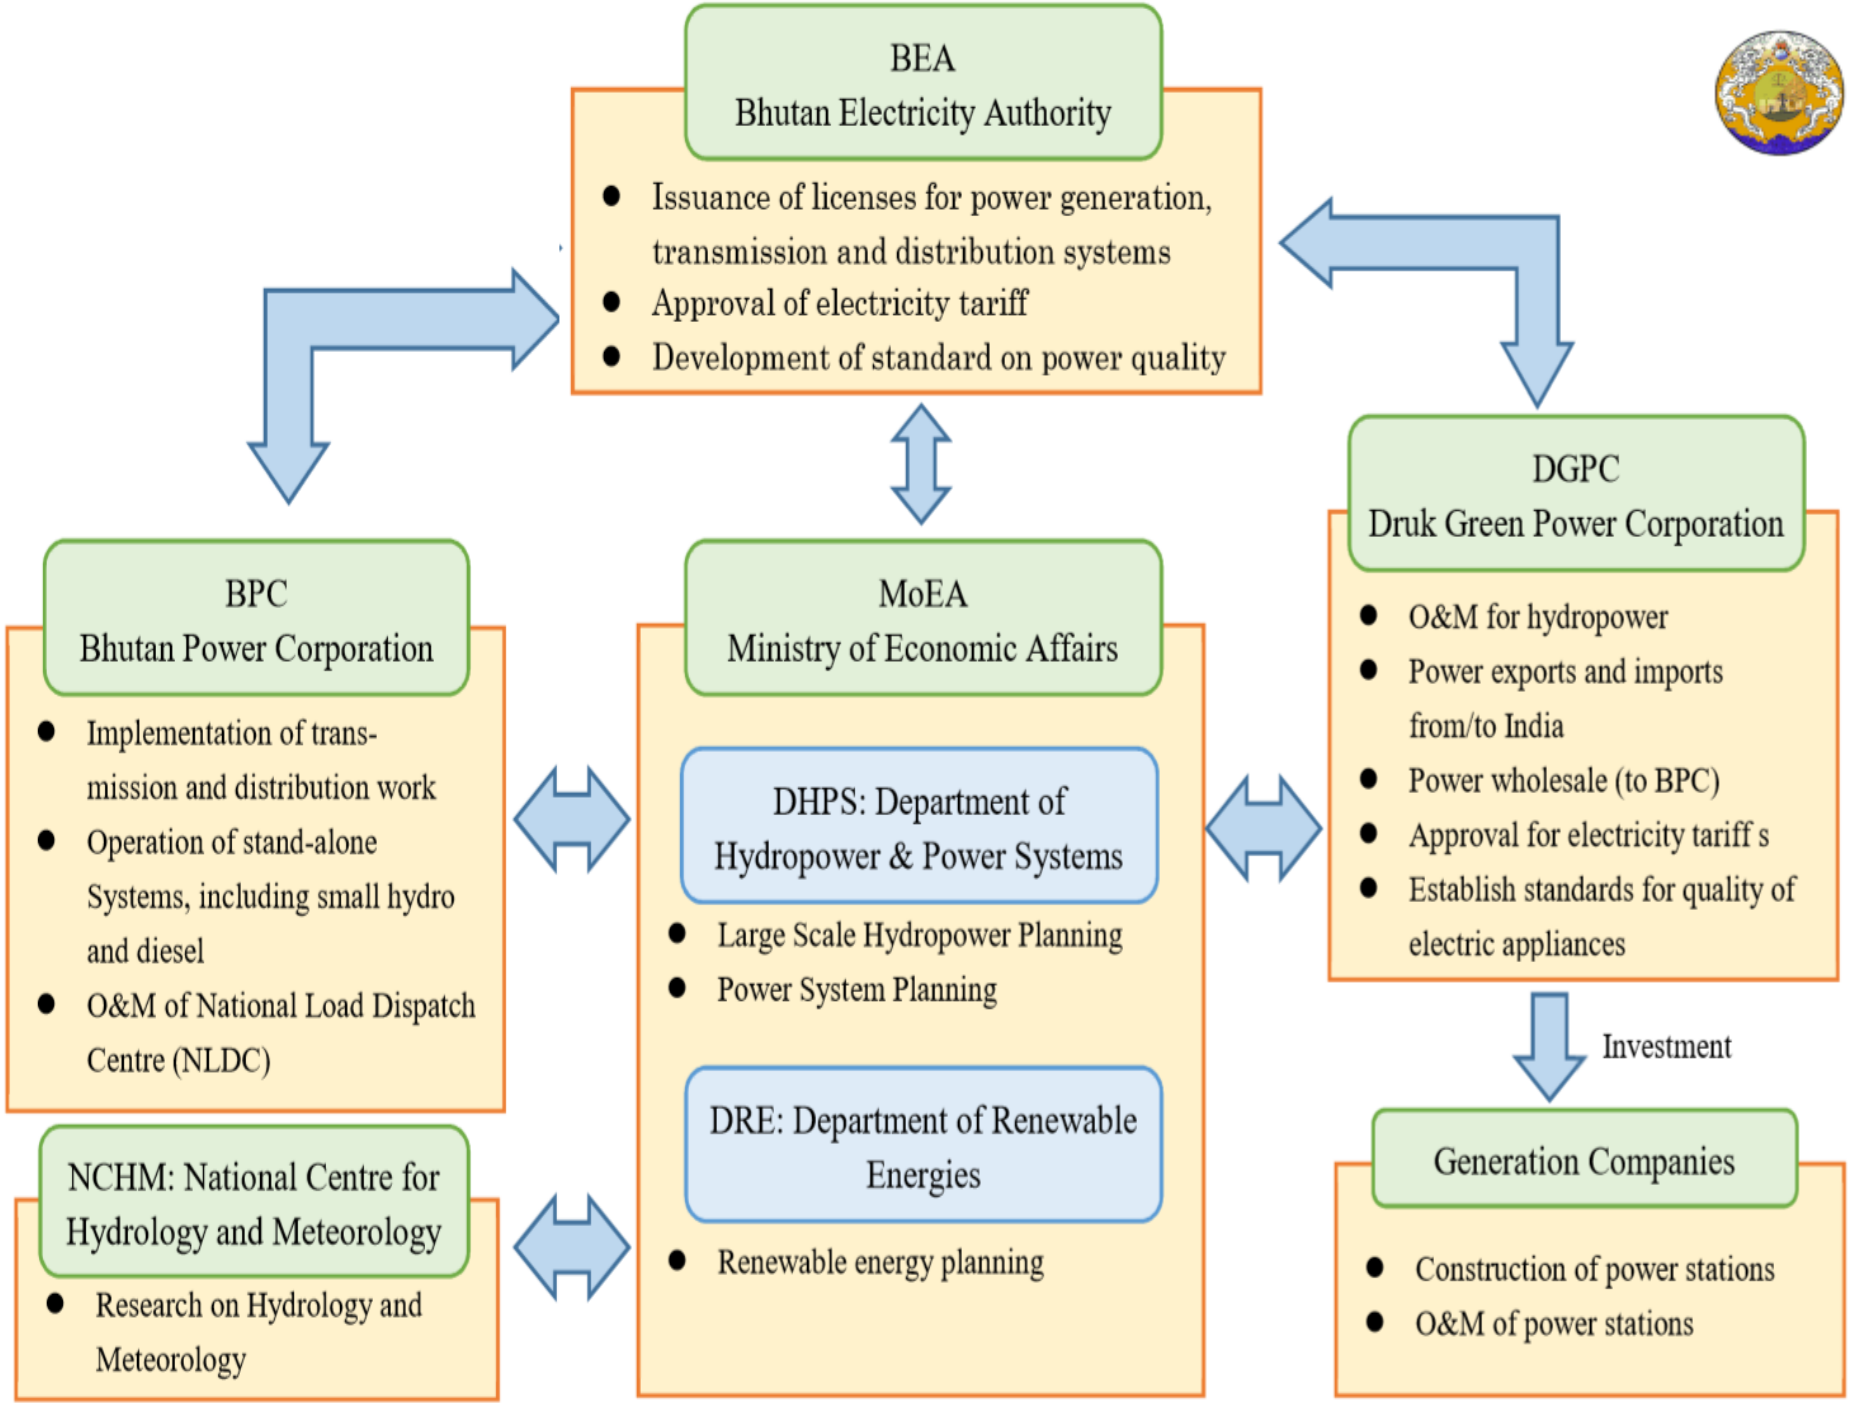 BEA
Bhutan Electricity Authority
● Issuance of licenses for power generation,
transmission and distribution systems
● Approval of electricity tariff
● Development of standard on power quality
BPC
Bhutan Power Corporation
● Implementation of trans-
mission and distribution work
● Operation of stand-alone
Systems, including small hydro
and diesel
● O&M of National Load Dispatch
Centre (NLDC)
NCHM: National Centre for
Hydrology and Meteorology
● Research on Hydrology and
Meteorology
MoEA
Ministry of Economic Affairs
DHPS: Department of
Hydropower & Power Systems
● Large Scale Hydropower Planning
● Power System Planning
DRE: Department of Renewable
Energies
● Renewable energy planning
DGPC
Druk Green Power Corporation
● O&M for hydropower
● Power exports and imports
from/to India
● Power wholesale (to BPC)
● Approval for electricity tariff s
● Establish standards for quality of
electric appliances
Investment
Generation Companies
● Construction of power stations
● O&M of power stations